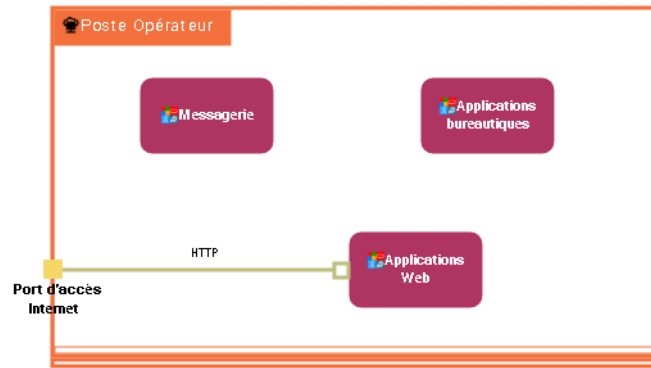 Poste Opérateur
Messagerie
Applications
bureautiques
HTTP
Applications
Web
Port d'accès
Internet